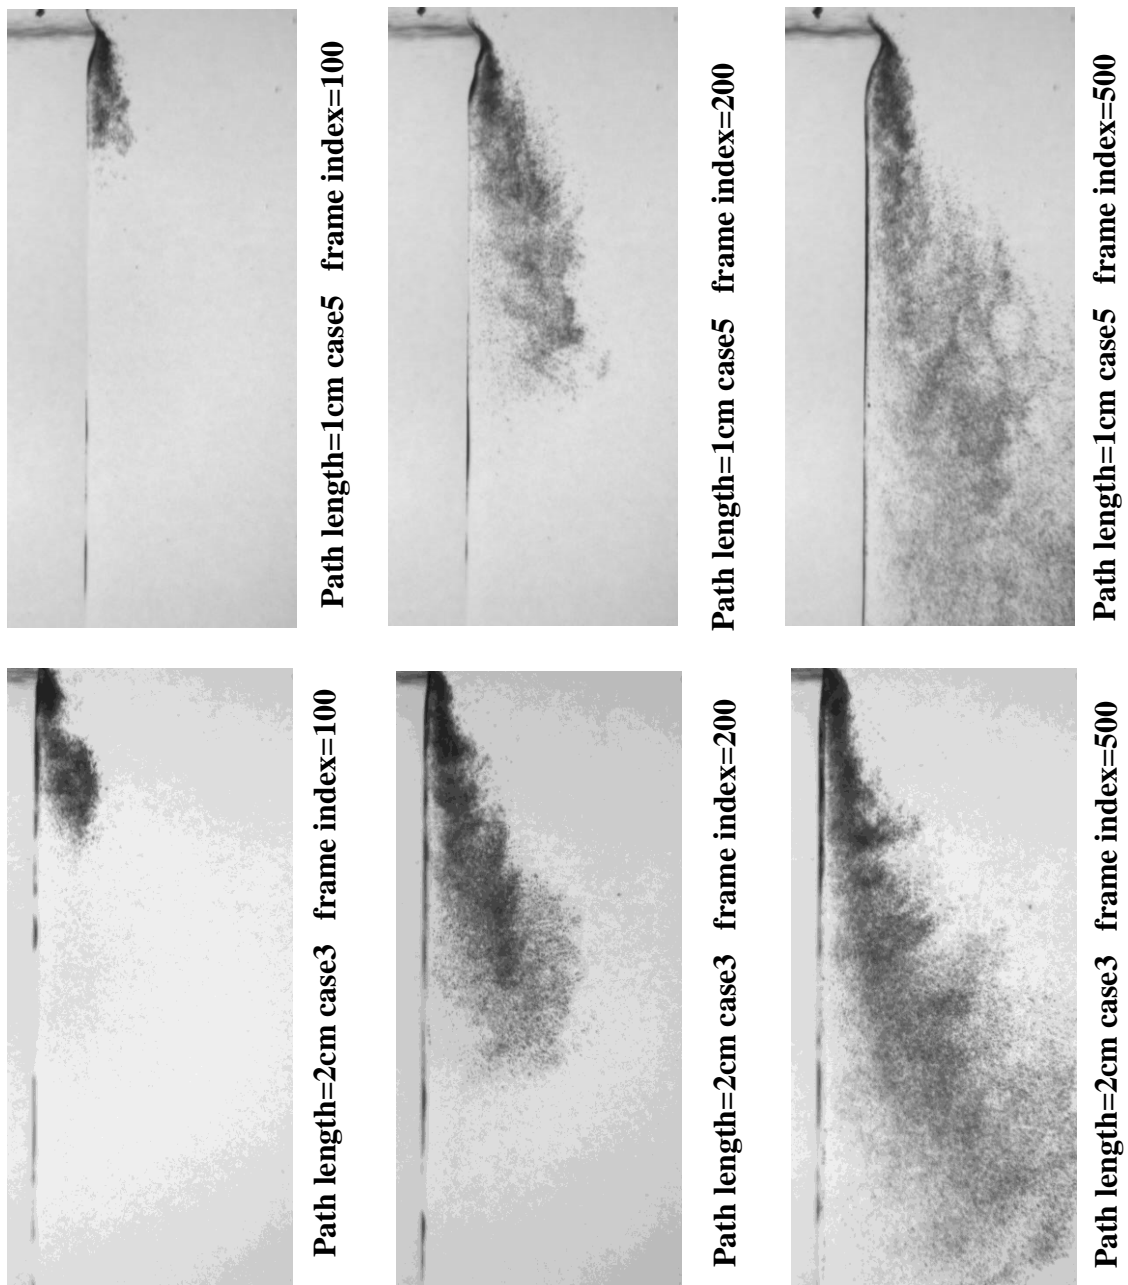 Path length=1cm case5 frame index=100
Path length=1cm case5 frame index=200
Path length=1cm case5 frame index=500
Path length=2cm case3 frame index=100
Path length=2cm case3 frame index=200
Path length=2cm case3 frame index=500